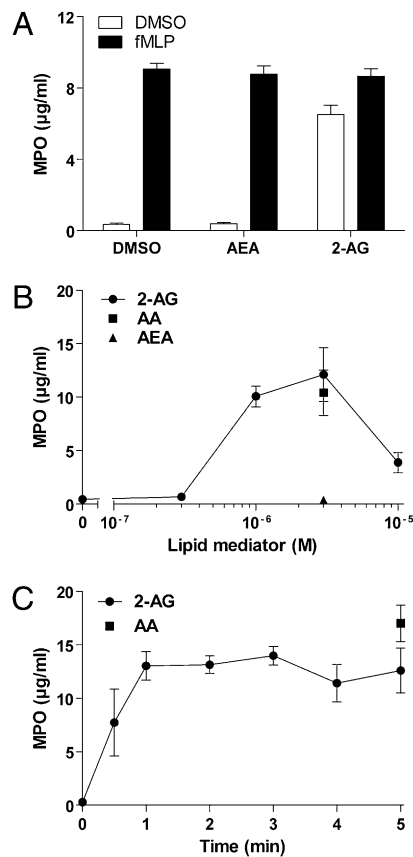 A
DMSO
fMLP
MPO (µg/ml)
12
8
4
0
DMSO AEA 2-AG
B
2-AG
AA
AEA
MPO (µg/ml)
20
15
10
5
0
0 10-7 10-6 10-5
Lipid mediator (M)
C
2-AG
AA
MPO (µg/ml)
20
15
10
5
0
0 1 2 3 4 5
Time (min)